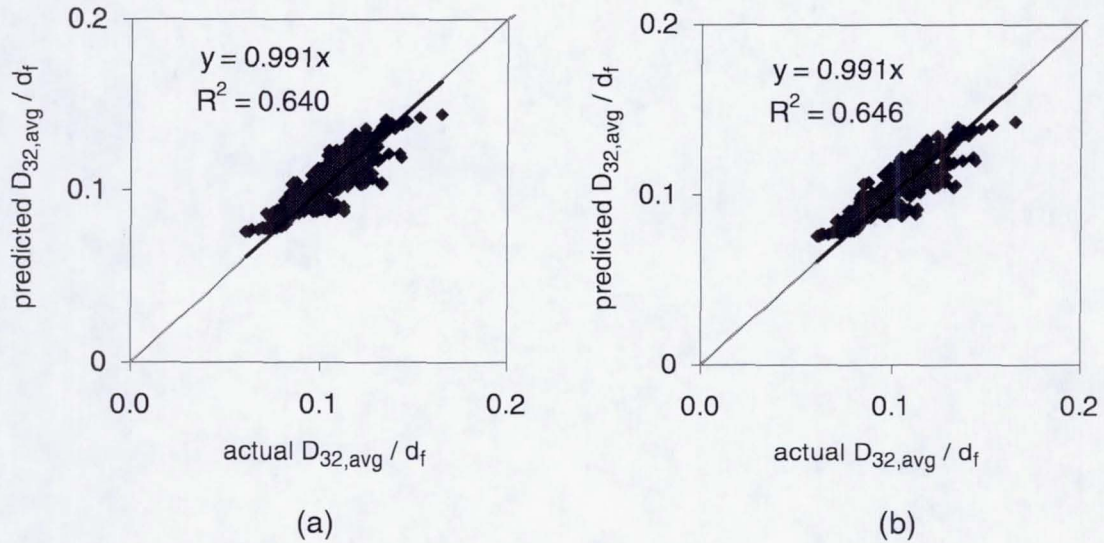 0.2
y = 0.991x
R² = 0.640
predicted D32,avg / df
0.1
0
0.0 0.1 0.2
actual D32,avg / df
(a)
0.2
y = 0.991x
R² = 0.646
predicted D32,avg / df
0.1
0
0.0 0.1 0.2
actual D32,avg / df
(b)